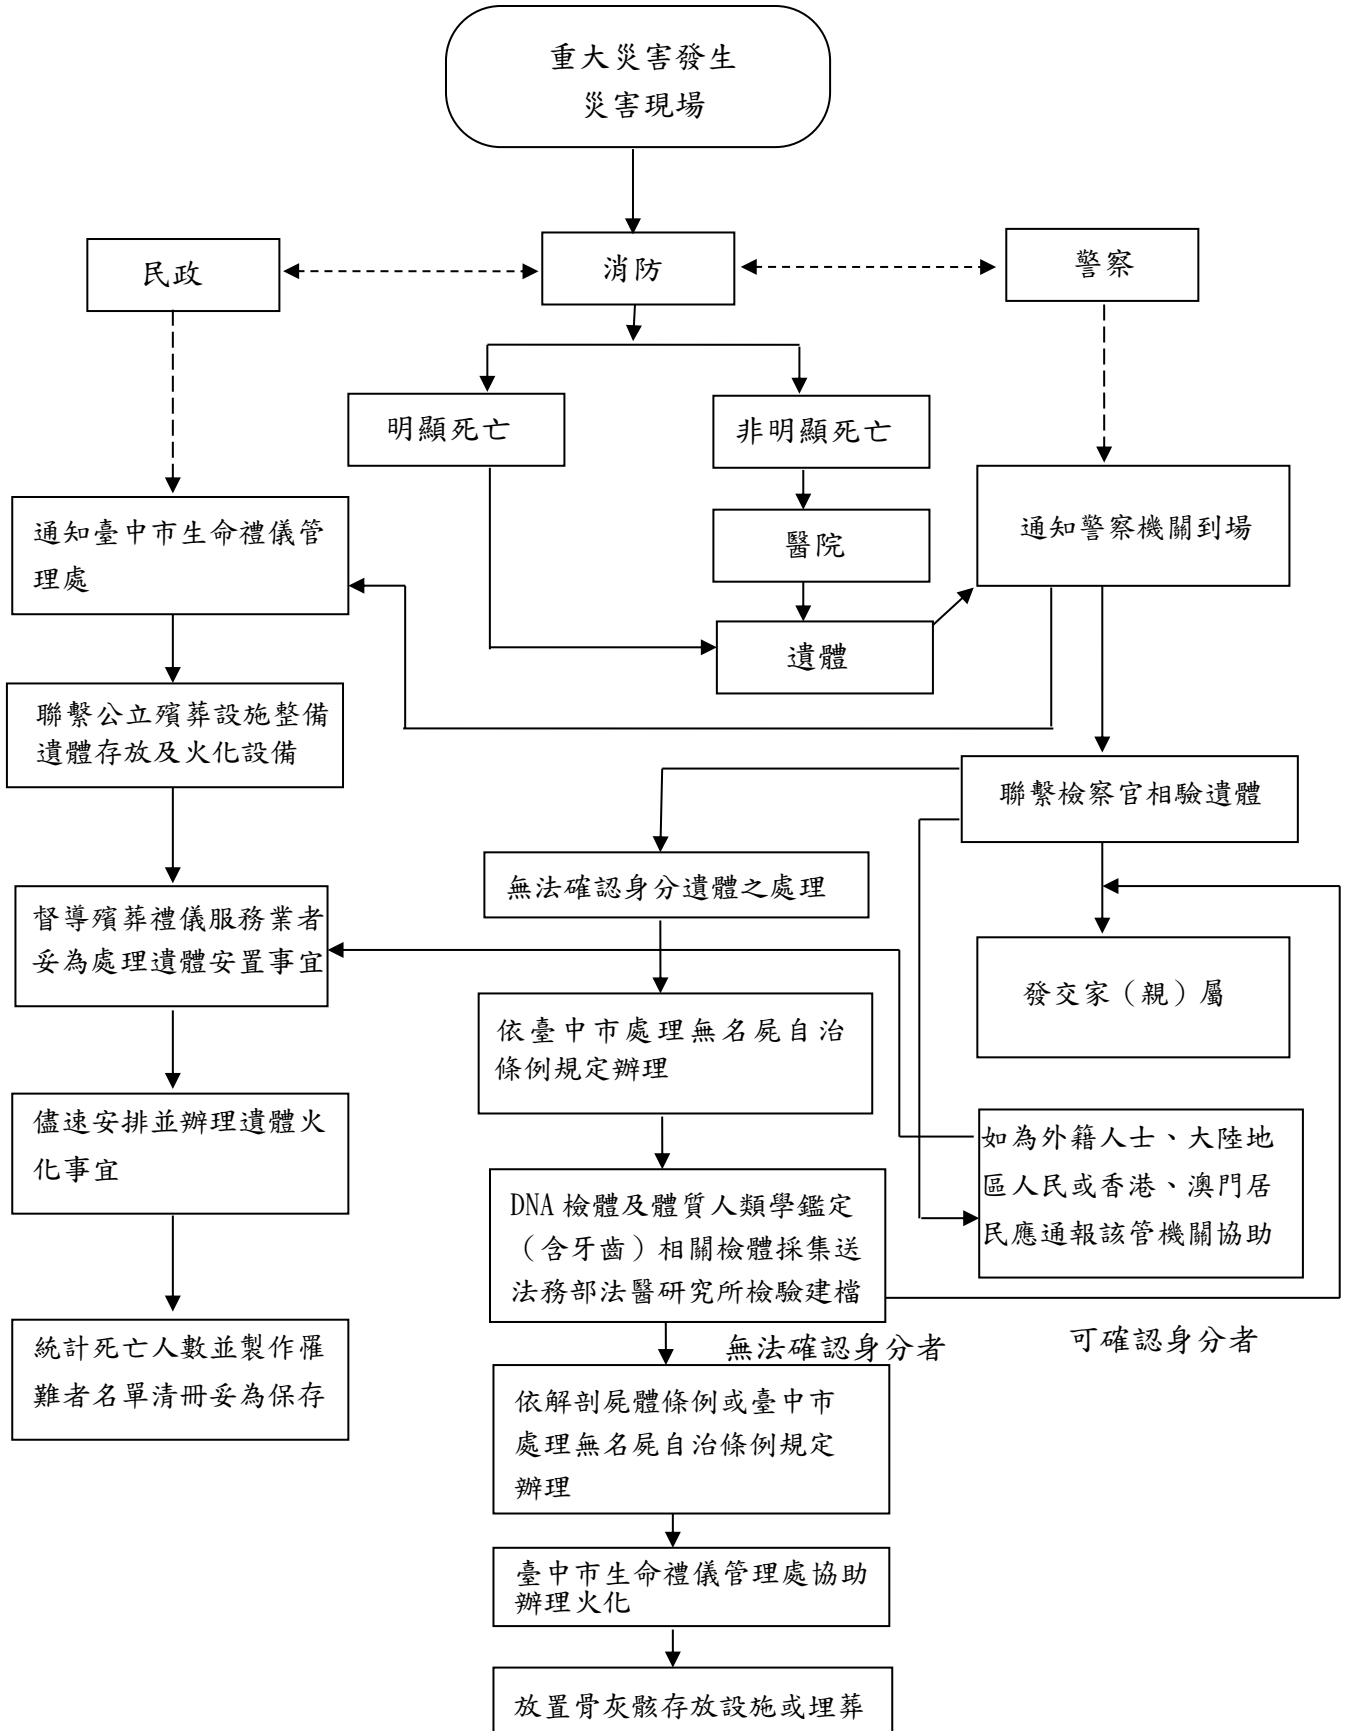 重大災害發生
災害現場
民政
消防
警察
明顯死亡
非明顯死亡
通知臺中市生命禮儀管
理處
醫院
通知警察機關到場
遺體
聯繫公立殯葬設施整備
遺體存放及火化設備
聯繫檢察官相驗遺體
無法確認身分遺體之處理
督導殯葬禮儀服務業者
妥為處理遺體安置事宜
發交家（親）屬
依臺中市處理無名屍自治
條例規定辦理
儘速安排並辦理遺體火
化事宜
如為外籍人士、大陸地
區人民或香港、澳門居
民應通報該管機關協助
DNA 檢體及體質人類學鑑定
（含牙齒）相關檢體採集送
法務部法醫研究所檢驗建檔
無法確認身分者
可確認身分者
統計死亡人數並製作罹
難者名單清冊妥為保存
依解剖屍體條例或臺中市
處理無名屍自治條例規定
辦理
臺中市生命禮儀管理處協助
辦理火化
放置骨灰骸存放設施或埋葬